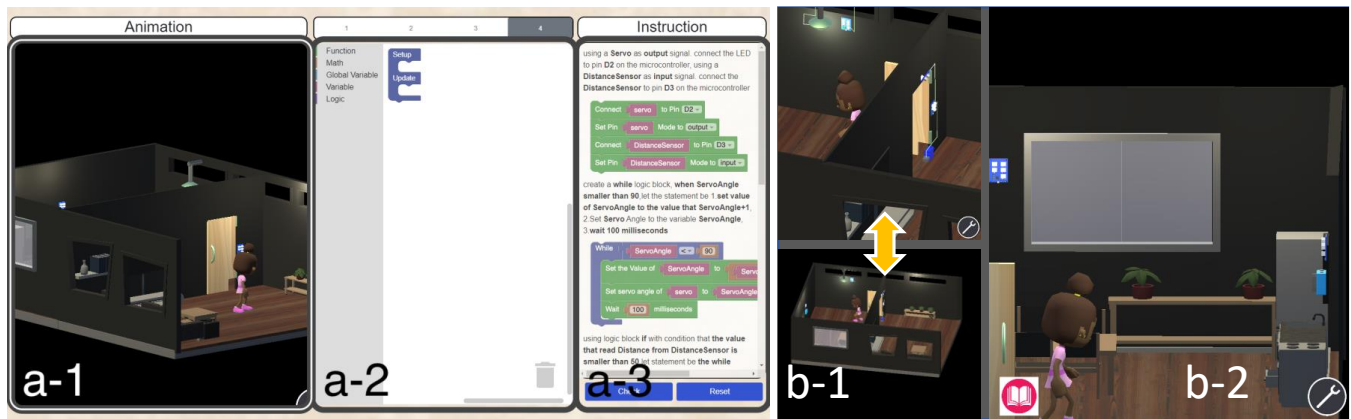 Animation
1 2 3 4
Instruction
Function
Math
Global Variable
Variable
Logic
Setup
Update
using a Servo as output signal. connect the LED
to pin D2 on the microcontroller, using a
DistanceSensor as input signal. connect the
DistanceSensor to pin D3 on the microcontroller
Connect servo to Pin D2
Set Pin servo Mode to output
Connect DistanceSensor to Pin D3
Set Pin DistanceSensor Mode to input
create a while logic block, when ServoAngle
smaller than 90,let the statement be 1.set value
of ServoAngle to the value that ServoAngle+1,
2.Set Servo Angle to the variable ServoAngle,
3.wait 100 milliseconds
While ServoAngle < 90
Set the Value of ServoAngle to Servo
Set servo angle of servo to ServoAngle
Wait 100 milliseconds
using logic block if with condition that the value
that read Distance from DistanceSensor is
smaller than 50,let statement be the while
Check Reset
a-1
a-2
a-3
b-1
b-2